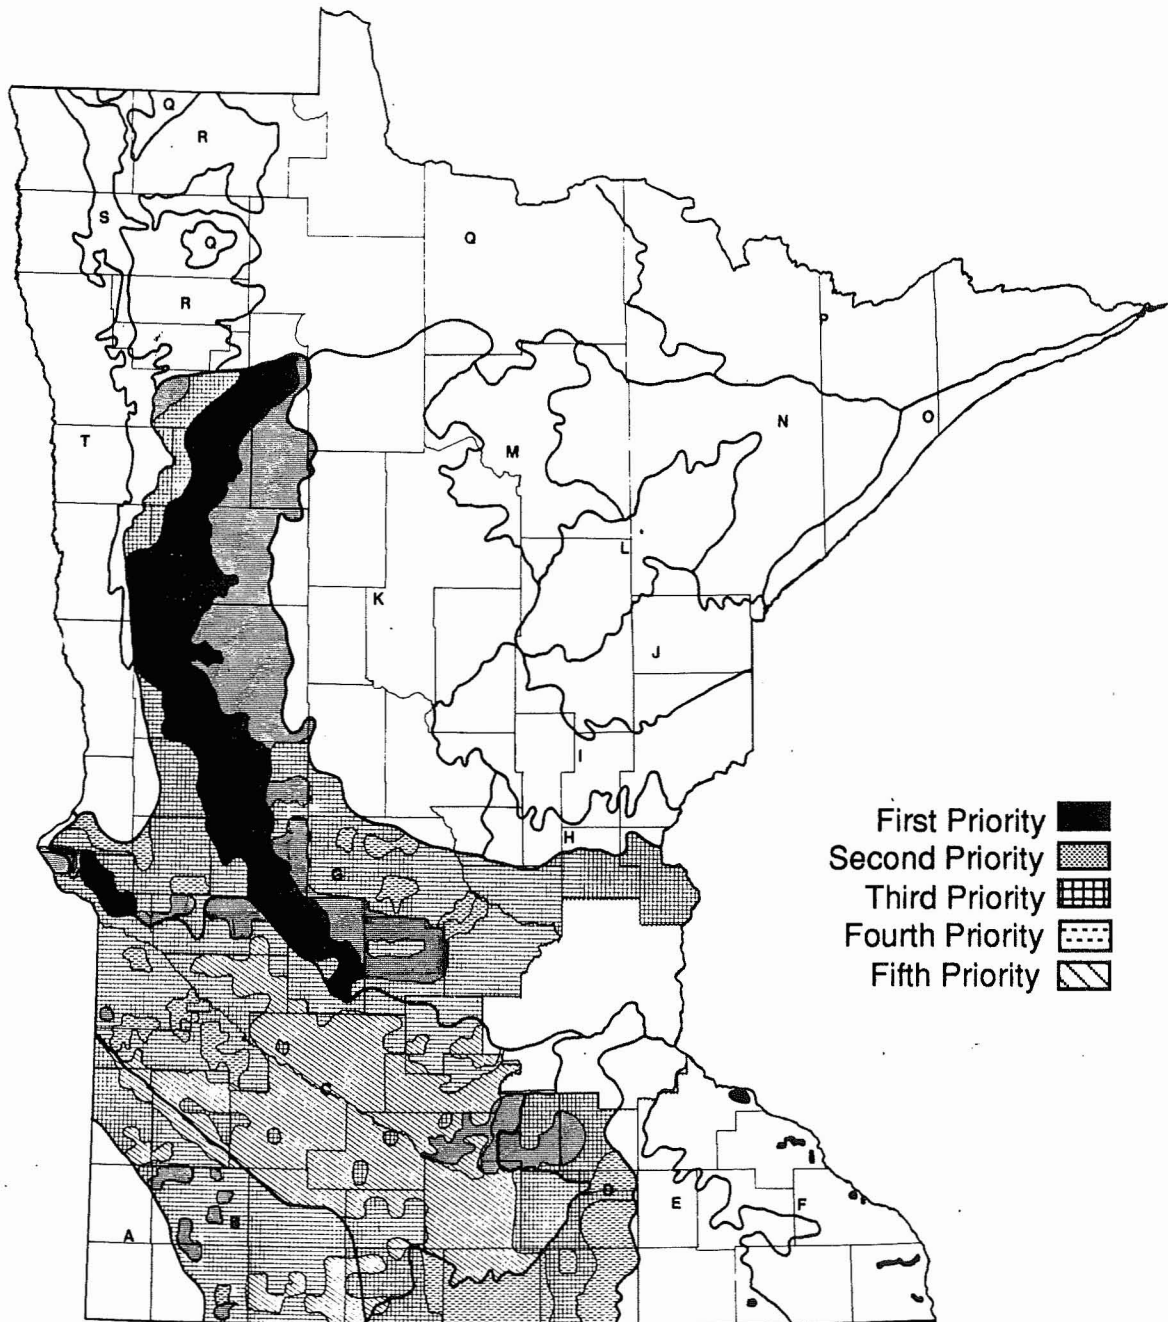 Q
R
S
Q
Q
R
P
T
M
N
O
L
K
J
I
H
G
First Priority
Second Priority
Third Priority
Fourth Priority
Fifth Priority
C
D
E
F
A
B